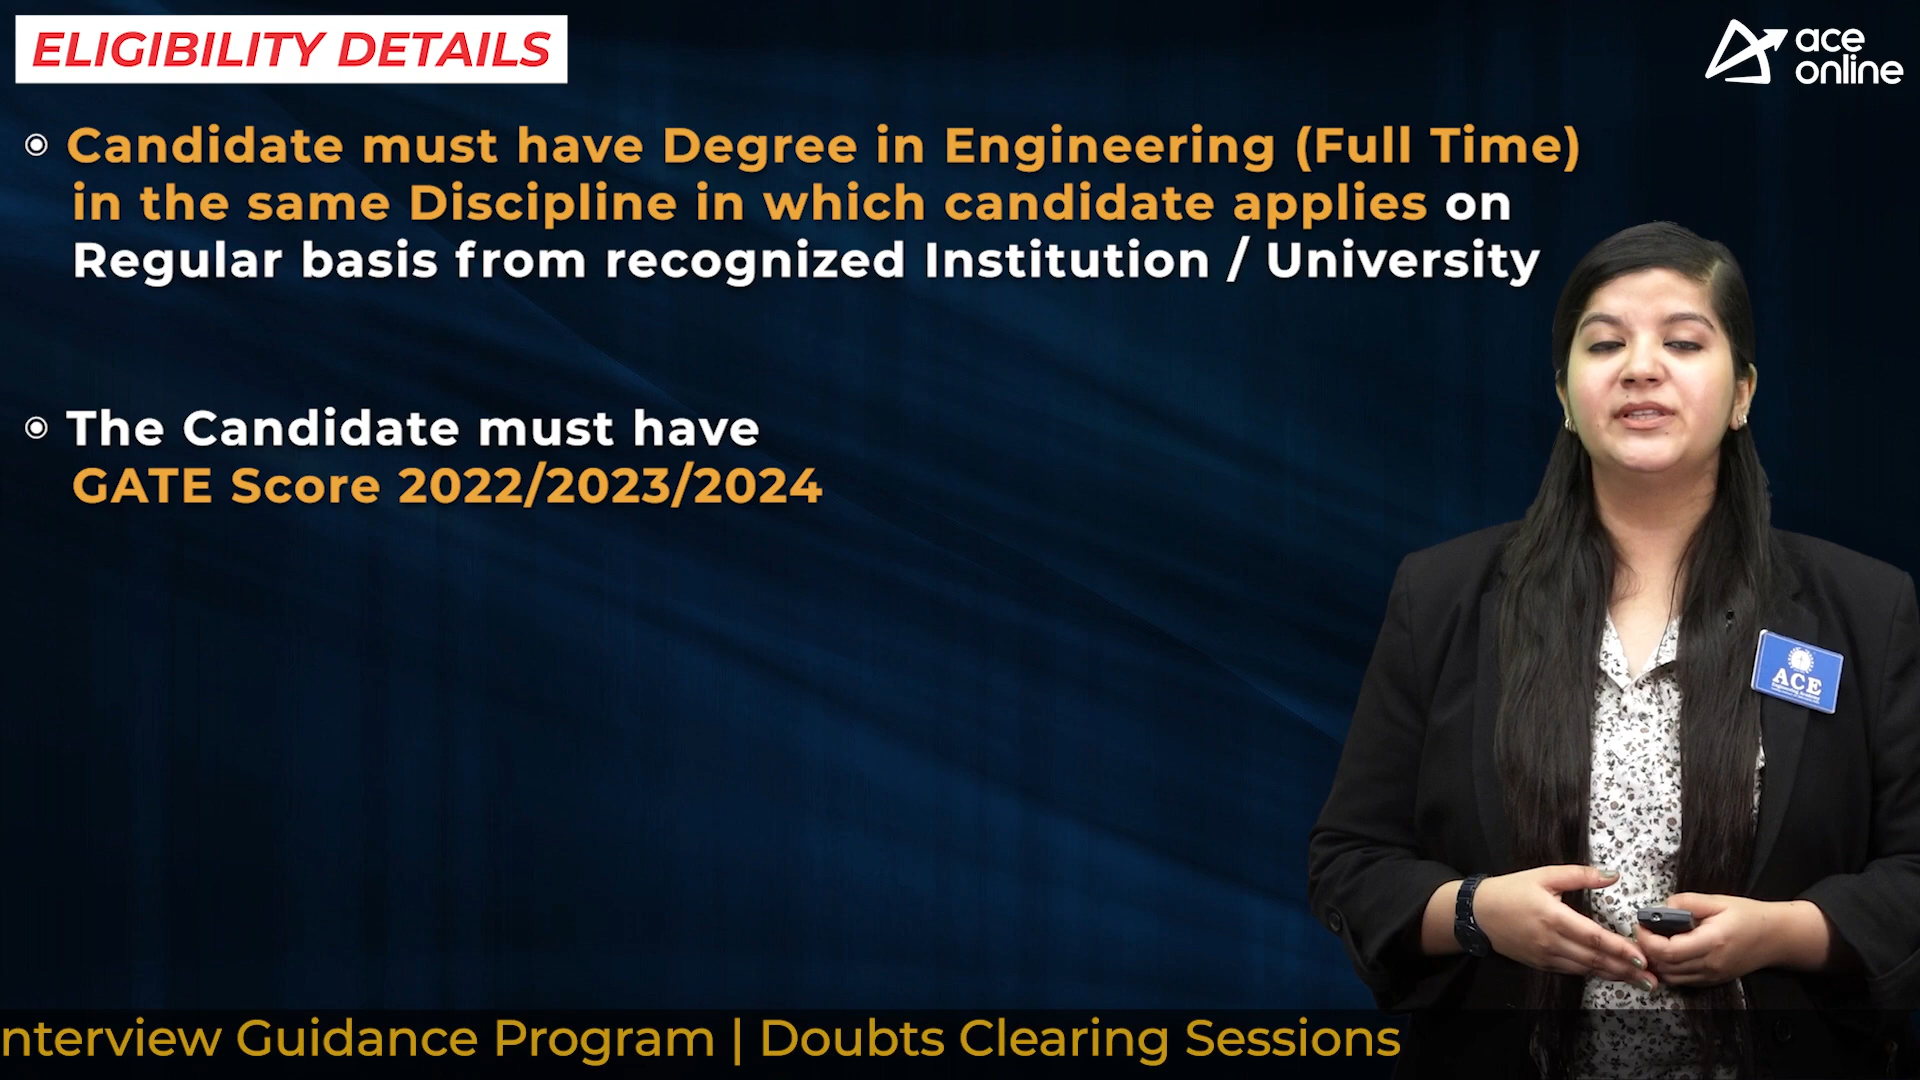 ELIGIBILITY DETAILS
ace
online
Candidate must have Degree in Engineering (Full Time)
in the same Discipline in which candidate applies on
Regular basis from recognized Institution / University
The Candidate must have
GATE Score 2022/2023/2024
ACE
Engineering Academy
nterview Guidance Program | Doubts Clearing Sessions